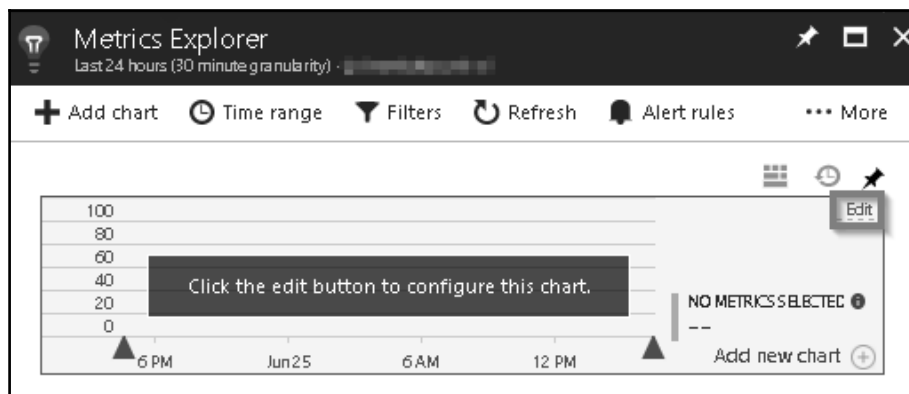 Metrics Explorer
Last 24 hours (30 minute granularity) -
Add chart Time range Filters Refresh Alert rules ... More
Edit
100
80
60
40
20
0
Click the edit button to configure this chart.
NO METRICS SELECTED
--
6 PM Jun 25 6 AM 12 PM
Add new chart